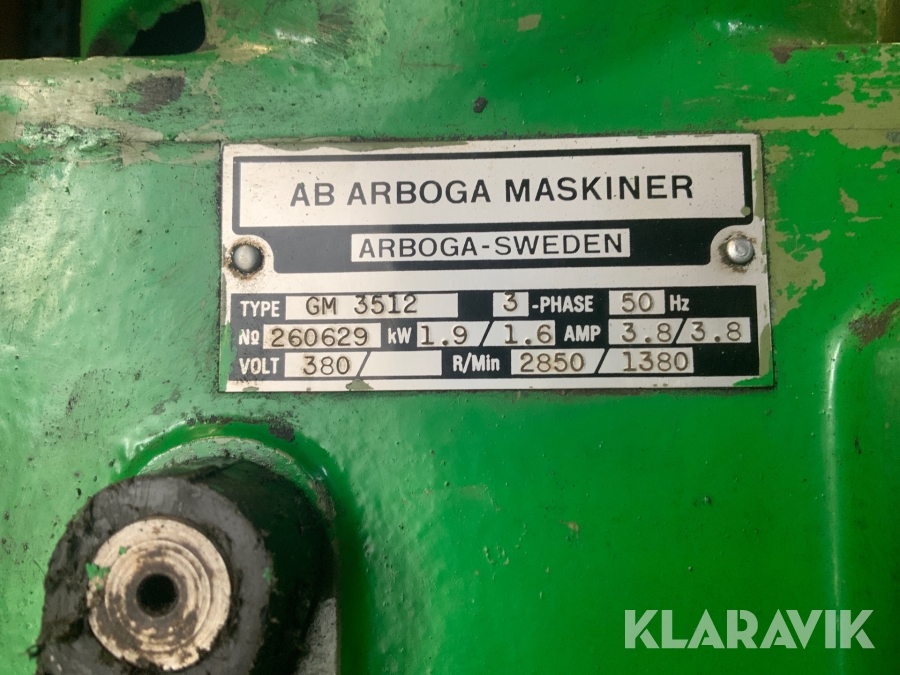 AB ARBOGA MASKINER
ARBOGA-SWEDEN
TYPE GM 3512 3-PHASE 50 Hz
No 260629 kW 1.9/1.6 AMP 3.8/3.8
VOLT 380/ R/Min 2850/1380
KLARAVIK